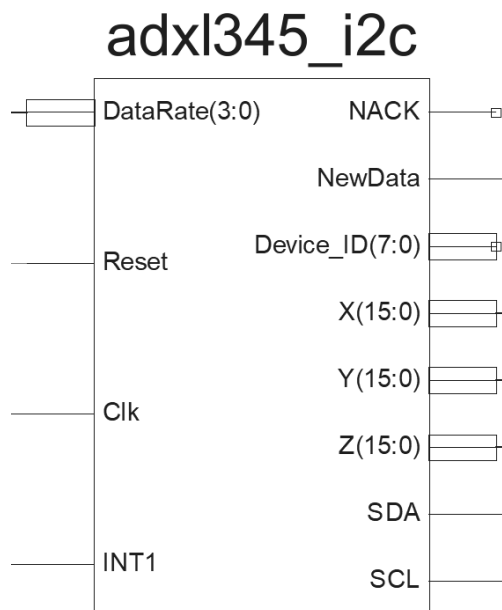 adxl345_i2c
DataRate(3:0)
NACK
NewData
Device_ID(7:0)
Reset
X(15:0)
Y(15:0)
Clk
Z(15:0)
SDA
INT1
SCL